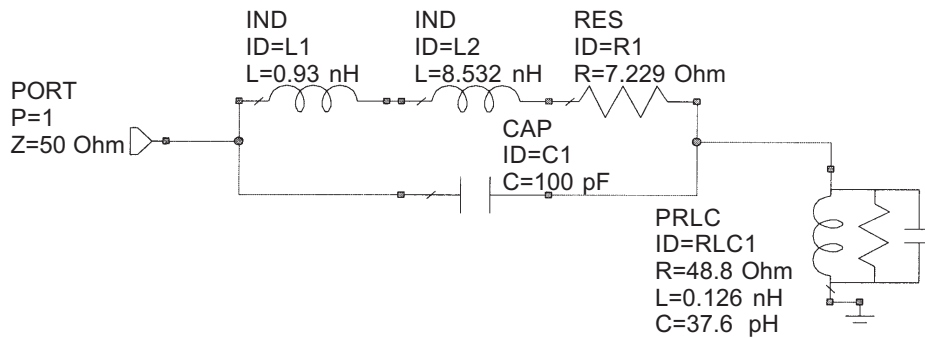 IND
ID=L1
L=0.93 nH
IND
ID=L2
L=8.532 nH
RES
ID=R1
R=7.229 Ohm
PORT
P=1
Z=50 Ohm
CAP
ID=C1
C=100 pF
PRLC
ID=RLC1
R=48.8 Ohm
L=0.126 nH
C=37.6 pH